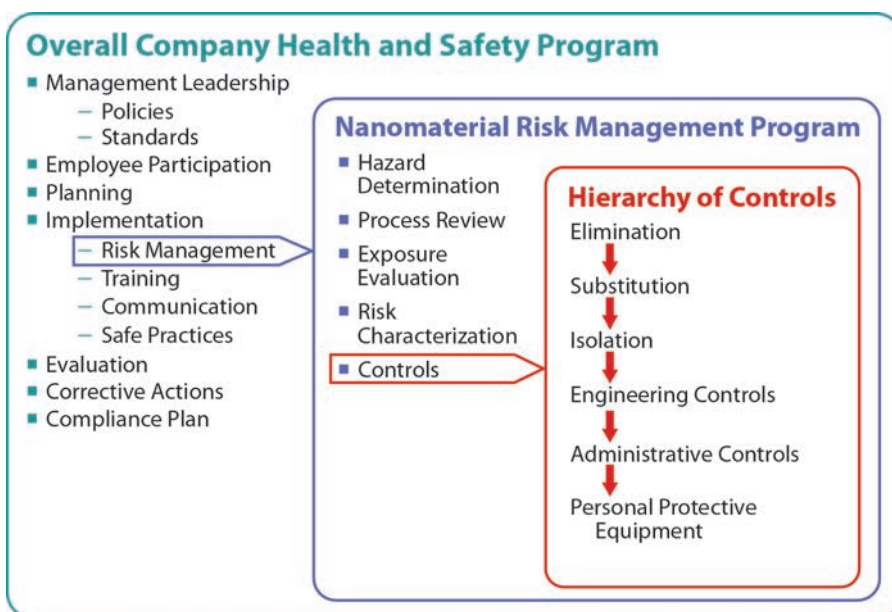 Overall Company Health and Safety Program
■ Management Leadership
– Policies
– Standards
■ Employee Participation
■ Planning
■ Implementation
– Risk Management
– Training
– Communication
– Safe Practices
■ Evaluation
■ Corrective Actions
■ Compliance Plan
Nanomaterial Risk Management Program
■ Hazard
Determination
■ Process Review
■ Exposure
Evaluation
■ Risk
Characterization
■ Controls
Hierarchy of Controls
Elimination
Substitution
Isolation
Engineering Controls
Administrative Controls
Personal Protective
Equipment